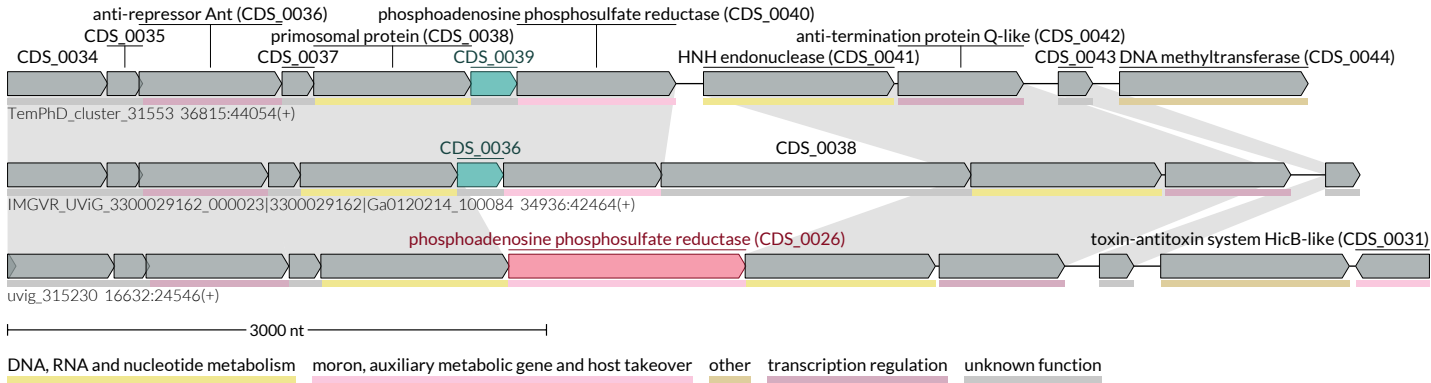 anti-repressor Ant (CDS_0036) phosphoadenosine phosphosulfate reductase (CDS_0040)
CDS_0035 primosomal protein (CDS_0038) anti-termination protein Q-like (CDS_0042)
CDS_0034 CDS_0037 CDS_0039 HNH endonuclease (CDS_0041) CDS_0043 DNA methyltransferase (CDS_0044)
TemPhD_cluster_31553 36815:44054(+)
CDS_0036 CDS_0038
IMGVR_UViG_3300029162_000023|3300029162|Ga0120214_100084 34936:42464(+)
phosphoadenosine phosphosulfate reductase (CDS_0026) toxin-antitoxin system HicB-like (CDS_0031)
uvig_315230 16632:24546(+)
3000 nt
DNA, RNA and nucleotide metabolism moron, auxiliary metabolic gene and host takeover other transcription regulation unknown function